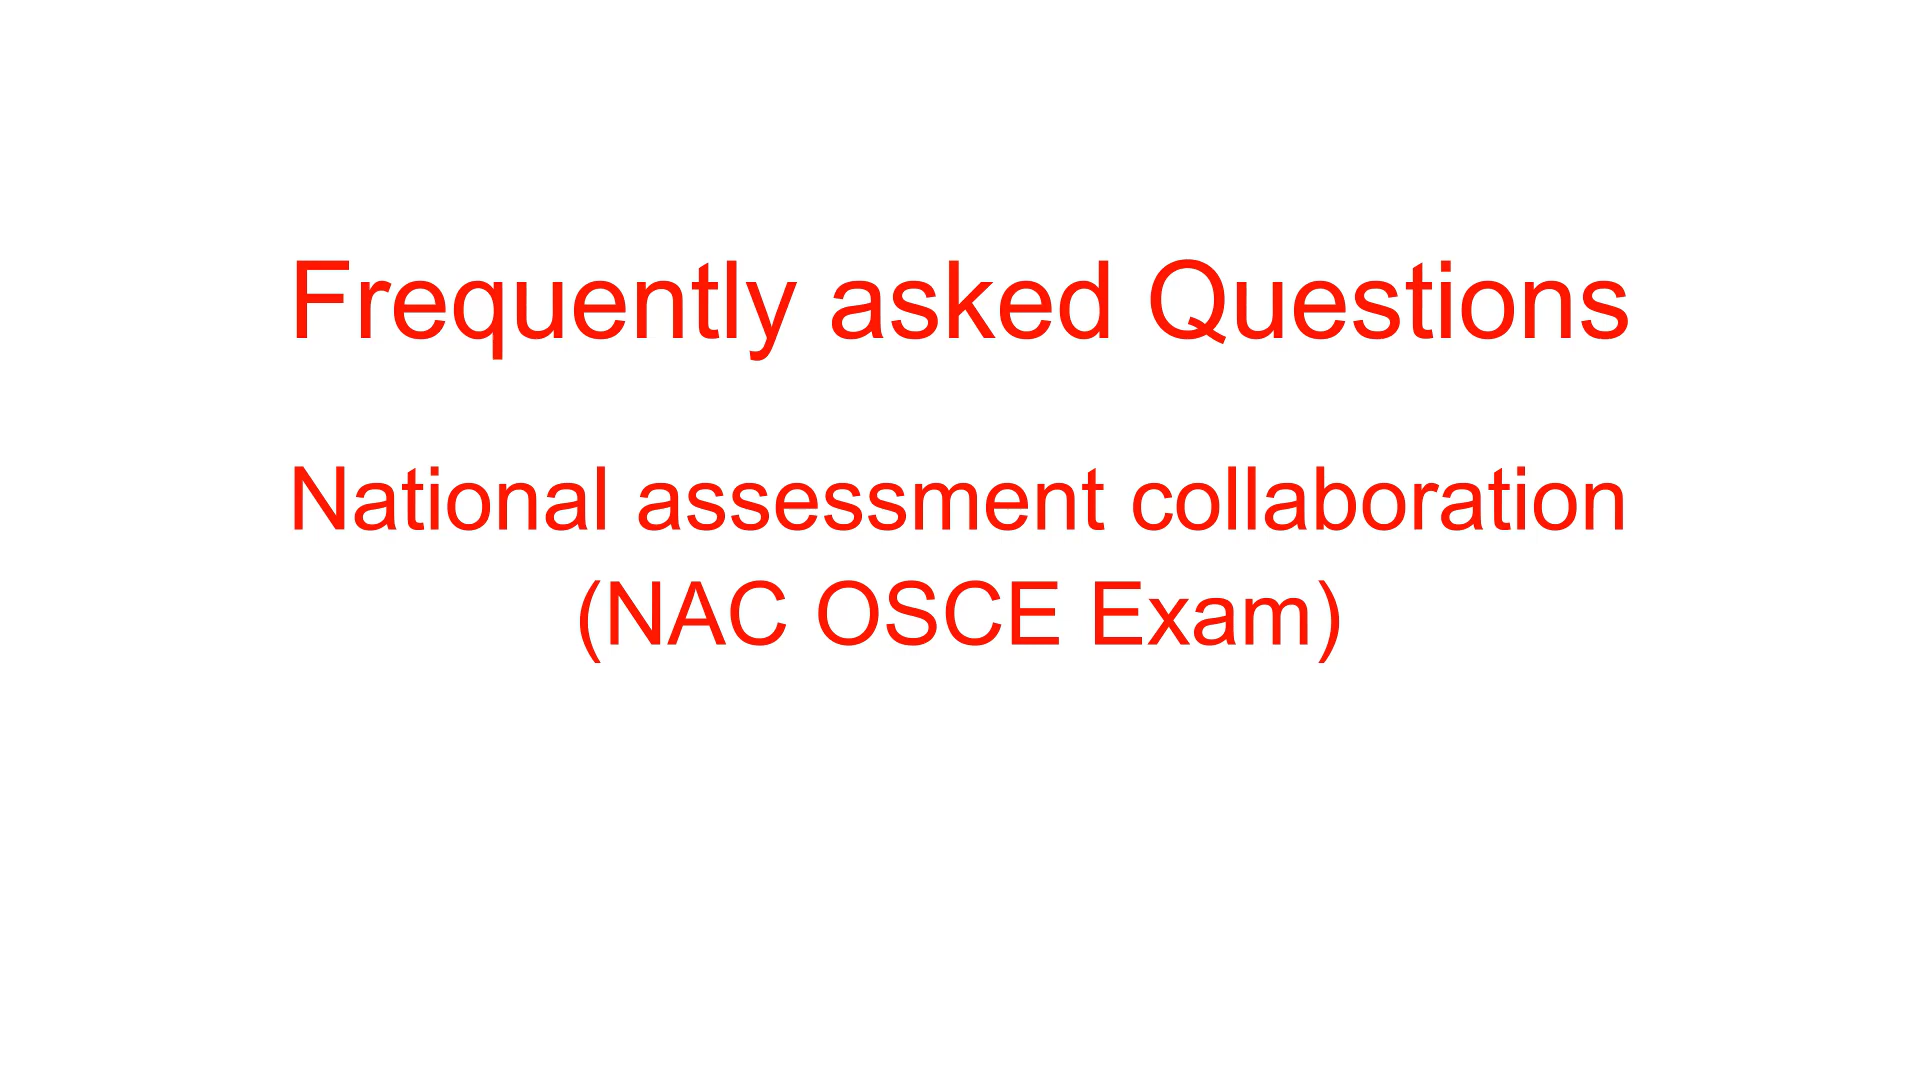 Frequently asked Questions
National assessment collaboration
(NAC OSCE Exam)